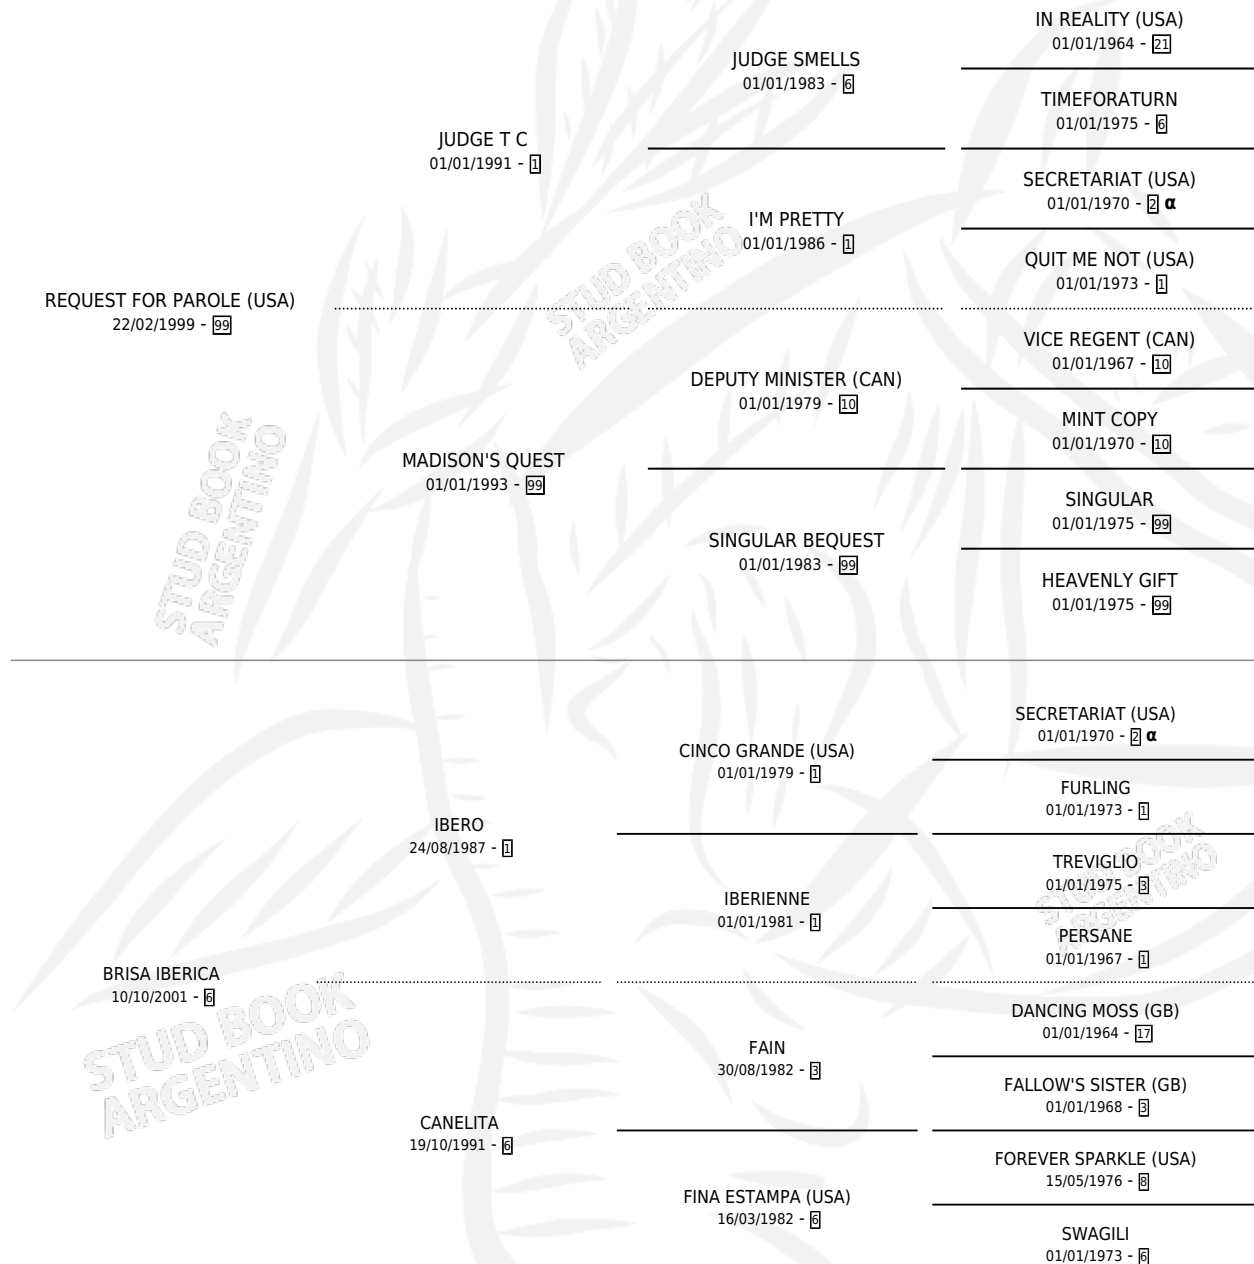 IN REALITY (USA)
01/01/1964 - 21
JUDGE SMELLS
01/01/1983 - 6
TIMEFORATURN
01/01/1975 - 6
JUDGE T C
01/01/1991 - 1
SECRETARIAT (USA)
01/01/1970 - 2 α
I'M PRETTY
01/01/1986 - 1
QUIT ME NOT (USA)
01/01/1973 - 1
REQUEST FOR PAROLE (USA)
22/02/1999 - 99
VICE REGENT (CAN)
01/01/1967 - 10
DEPUTY MINISTER (CAN)
01/01/1979 - 10
MINT COPY
01/01/1970 - 10
MADISON'S QUEST
01/01/1993 - 99
SINGULAR
01/01/1975 - 99
SINGULAR BEQUEST
01/01/1983 - 99
HEAVENLY GIFT
01/01/1975 - 99
SECRETARIAT (USA)
01/01/1970 - 2 α
CINCO GRANDE (USA)
01/01/1979 - 1
FURLING
01/01/1973 - 1
IBERO
24/08/1987 - 1
TREVIGLIO
01/01/1975 - 3
IBERIENNE
01/01/1981 - 1
PERSANE
01/01/1967 - 1
BRISA IBERICA
10/10/2001 - 6
DANCING MOSS (GB)
01/01/1964 - 17
FAIN
30/08/1982 - 3
FALLOW'S SISTER (GB)
01/01/1968 - 3
CANELITA
19/10/1991 - 6
FOREVER SPARKLE (USA)
15/05/1976 - 8
FINA ESTAMPA (USA)
16/03/1982 - 6
SWAGILI
01/01/1973 - 6
STUD BOOK
ARGENTINO
STUD BOOK
ARGENTINO
STUD BOOK
ARGENTINO
STUD BOOK
ARGENTINO